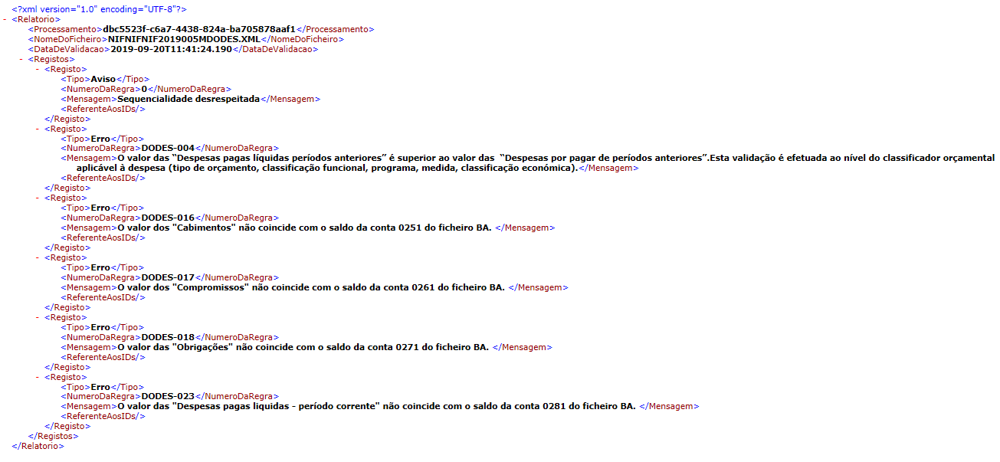 <?xml version="1.0" encoding="UTF-8"?>
- <Relatorio>
<Processamento>dbc5523f-c6a7-4438-824a-ba705878aaf1</Processamento>
<NomeDoFicheiro>NIFNIFNIF2019005MDODES.XML</NomeDoFicheiro>
<DataDeValidacao>2019-09-20T11:41:24.190</DataDeValidacao>
- <Registos>
- <Registo>
<Tipo>Aviso</Tipo>
<NumeroDaRegra>0</NumeroDaRegra>
<Mensagem>Sequencialidade desrespeitada</Mensagem>
<ReferenteAosIDs/>
</Registo>
- <Registo>
<Tipo>Erro</Tipo>
<NumeroDaRegra>DODES-004</NumeroDaRegra>
<Mensagem>O valor das “Despesas pagas líquidas períodos anteriores” é superior ao valor das “Despesas por pagar de períodos anteriores”.Esta validação é efetuada ao nível do classificador orçamental
aplicável à despesa (tipo de orçamento, classificação funcional, programa, medida, classificação económica).</Mensagem>
<ReferenteAosIDs/>
</Registo>
- <Registo>
<Tipo>Erro</Tipo>
<NumeroDaRegra>DODES-016</NumeroDaRegra>
<Mensagem>O valor dos "Cabimentos" não coincide com o saldo da conta 0251 do ficheiro BA. </Mensagem>
<ReferenteAosIDs/>
</Registo>
- <Registo>
<Tipo>Erro</Tipo>
<NumeroDaRegra>DODES-017</NumeroDaRegra>
<Mensagem>O valor dos "Compromissos" não coincide com o saldo da conta 0261 do ficheiro BA. </Mensagem>
<ReferenteAosIDs/>
</Registo>
- <Registo>
<Tipo>Erro</Tipo>
<NumeroDaRegra>DODES-018</NumeroDaRegra>
<Mensagem>O valor das "Obrigações" não coincide com o saldo da conta 0271 do ficheiro BA. </Mensagem>
<ReferenteAosIDs/>
</Registo>
- <Registo>
<Tipo>Erro</Tipo>
<NumeroDaRegra>DODES-023</NumeroDaRegra>
<Mensagem>O valor das "Despesas pagas liquidas - período corrente" não coincide com o saldo da conta 0281 do ficheiro BA. </Mensagem>
<ReferenteAosIDs/>
</Registo>
</Registos>
</Relatorio>